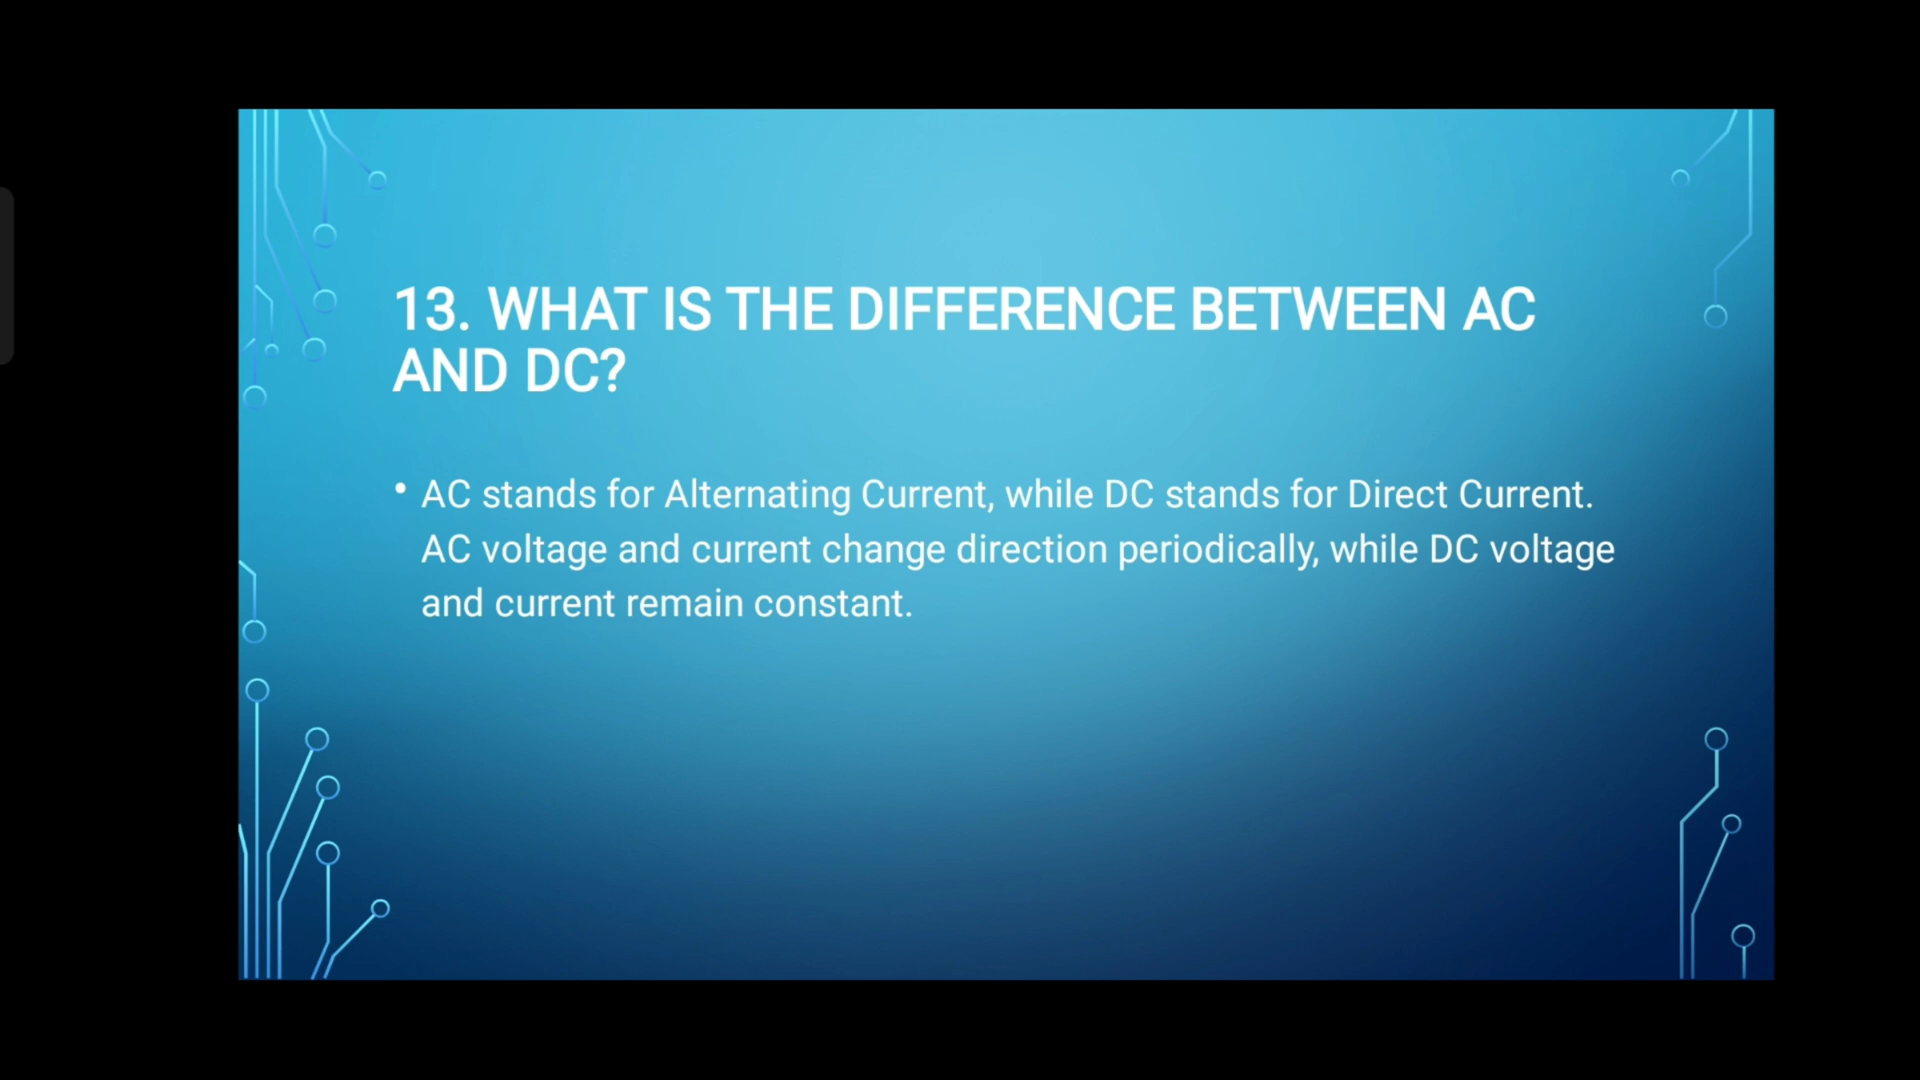 13. WHAT IS THE DIFFERENCE BETWEEN AC
AND DC?
• AC stands for Alternating Current, while DC stands for Direct Current.
AC voltage and current change direction periodically, while DC voltage
and current remain constant.